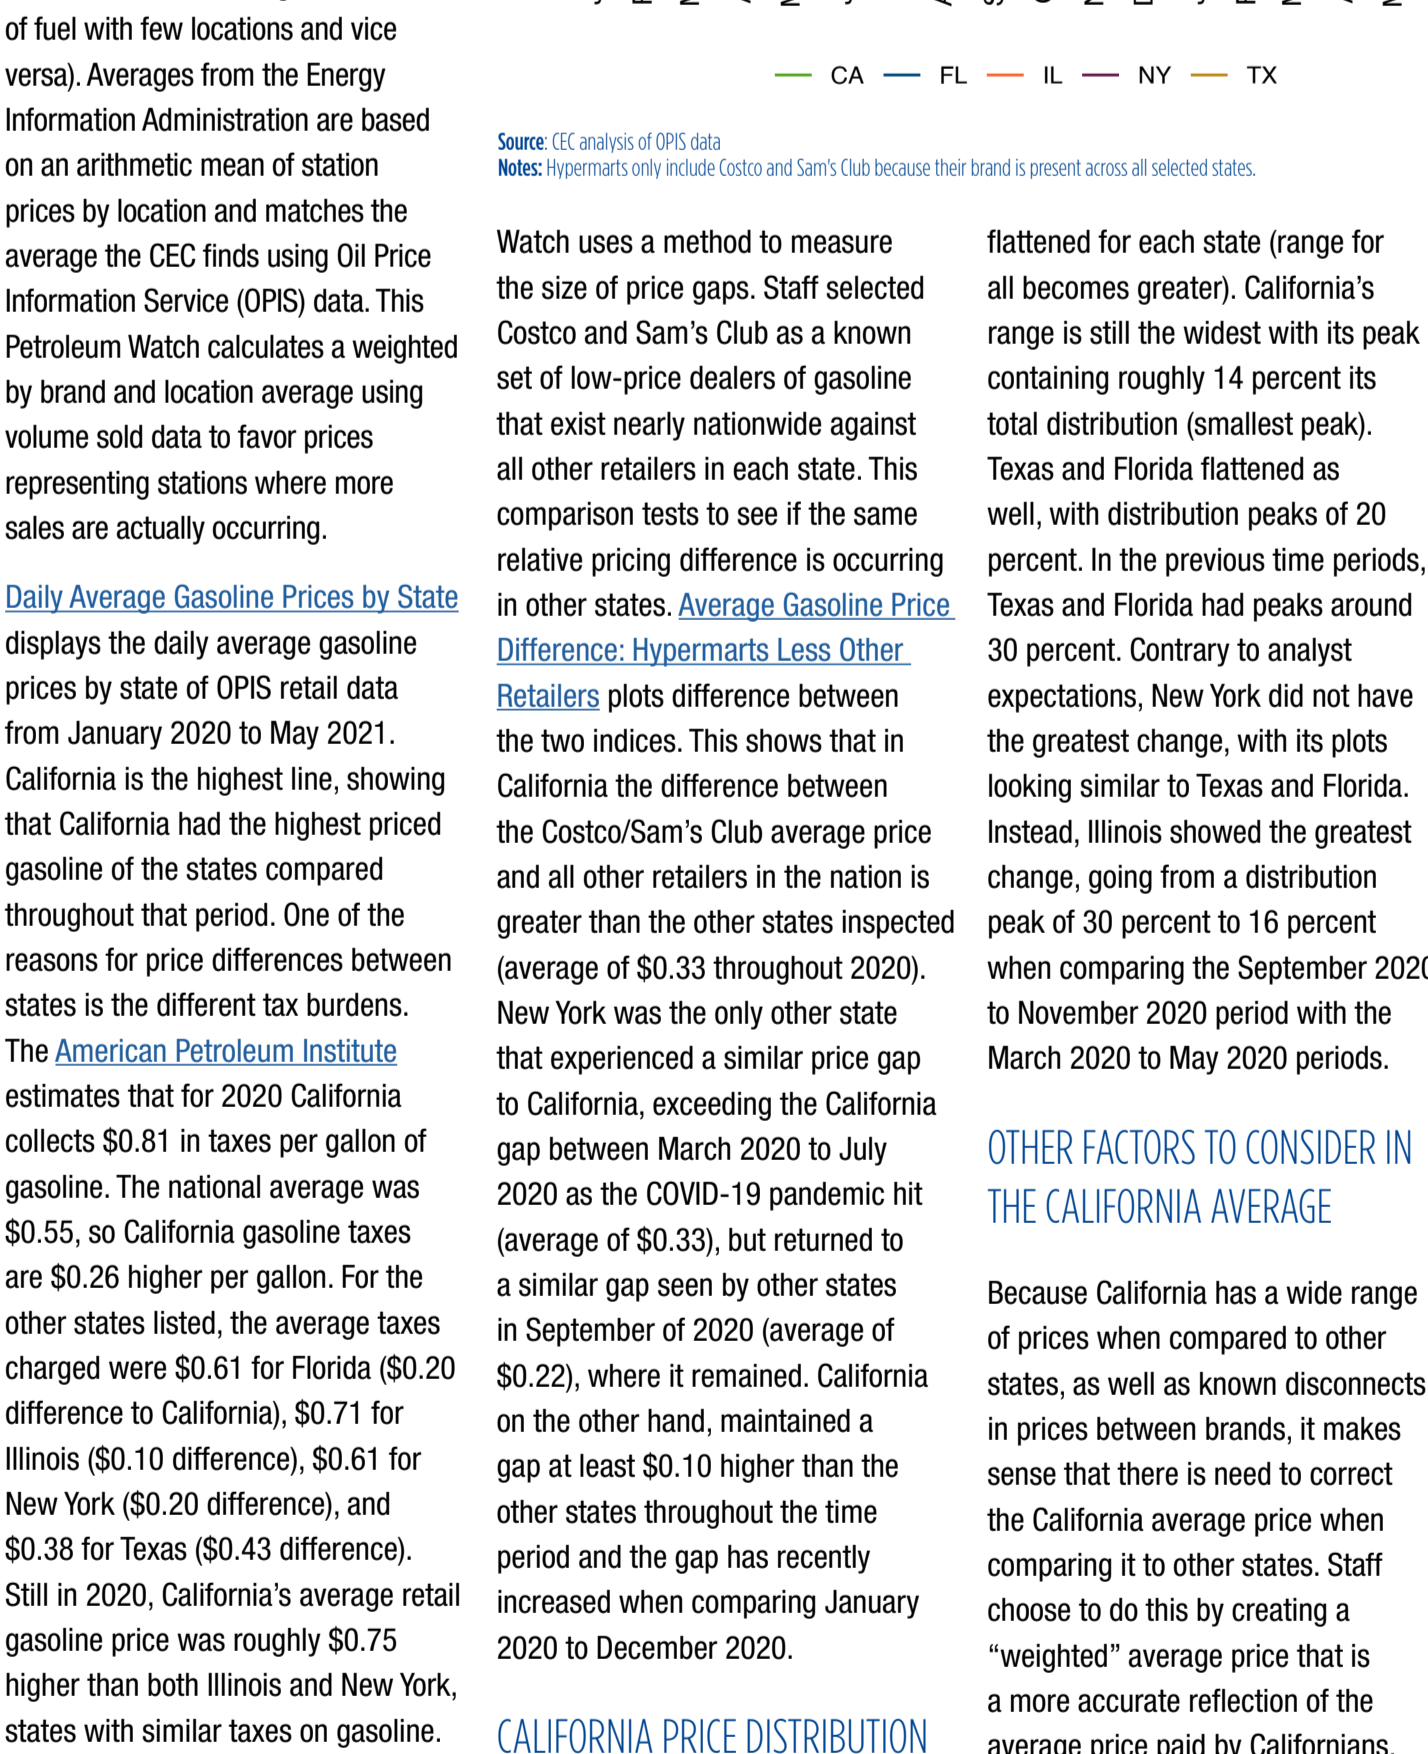 of fuel with few locations and vice
versa). Averages from the Energy
Information Administration are based
on an arithmetic mean of station
prices by location and matches the
average the CEC finds using Oil Price
Information Service (OPIS) data. This
Petroleum Watch calculates a weighted
by brand and location average using
volume sold data to favor prices
representing stations where more
sales are actually occurring.
Daily Average Gasoline Prices by State
displays the daily average gasoline
prices by state of OPIS retail data
from January 2020 to May 2021.
California is the highest line, showing
that California had the highest priced
gasoline of the states compared
throughout that period. One of the
reasons for price differences between
states is the different tax burdens.
The American Petroleum Institute
estimates that for 2020 California
collects $0.81 in taxes per gallon of
gasoline. The national average was
$0.55, so California gasoline taxes
are $0.26 higher per gallon. For the
other states listed, the average taxes
charged were $0.61 for Florida ($0.20
difference to California), $0.71 for
Illinois ($0.10 difference), $0.61 for
New York ($0.20 difference), and
$0.38 for Texas ($0.43 difference).
Still in 2020, California's average retail
gasoline price was roughly $0.75
higher than both Illinois and New York,
states with similar taxes on gasoline.
CA FL IL NY TX
Source: CEC analysis of OPIS data
Notes: Hypermarts only include Costco and Sam's Club because their brand is present across all selected states.
Watch uses a method to measure
the size of price gaps. Staff selected
Costco and Sam's Club as a known
set of low-price dealers of gasoline
that exist nearly nationwide against
all other retailers in each state. This
comparison tests to see if the same
relative pricing difference is occurring
in other states. Average Gasoline Price
Difference: Hypermarts Less Other
Retailers plots difference between
the two indices. This shows that in
California the difference between
the Costco/Sam's Club average price
and all other retailers in the nation is
greater than the other states inspected
(average of $0.33 throughout 2020).
New York was the only other state
that experienced a similar price gap
to California, exceeding the California
gap between March 2020 to July
2020 as the COVID-19 pandemic hit
(average of $0.33), but returned to
a similar gap seen by other states
in September of 2020 (average of
$0.22), where it remained. California
on the other hand, maintained a
gap at least $0.10 higher than the
other states throughout the time
period and the gap has recently
increased when comparing January
2020 to December 2020.
CALIFORNIA PRICE DISTRIBUTION
flattened for each state (range for
all becomes greater). California's
range is still the widest with its peak
containing roughly 14 percent its
total distribution (smallest peak).
Texas and Florida flattened as
well, with distribution peaks of 20
percent. In the previous time periods,
Texas and Florida had peaks around
30 percent. Contrary to analyst
expectations, New York did not have
the greatest change, with its plots
looking similar to Texas and Florida.
Instead, Illinois showed the greatest
change, going from a distribution
peak of 30 percent to 16 percent
when comparing the September 2020
to November 2020 period with the
March 2020 to May 2020 periods.
OTHER FACTORS TO CONSIDER IN
THE CALIFORNIA AVERAGE
Because California has a wide range
of prices when compared to other
states, as well as known disconnects
in prices between brands, it makes
sense that there is need to correct
the California average price when
comparing it to other states. Staff
choose to do this by creating a
"weighted" average price that is
a more accurate reflection of the
average price paid by Californians.